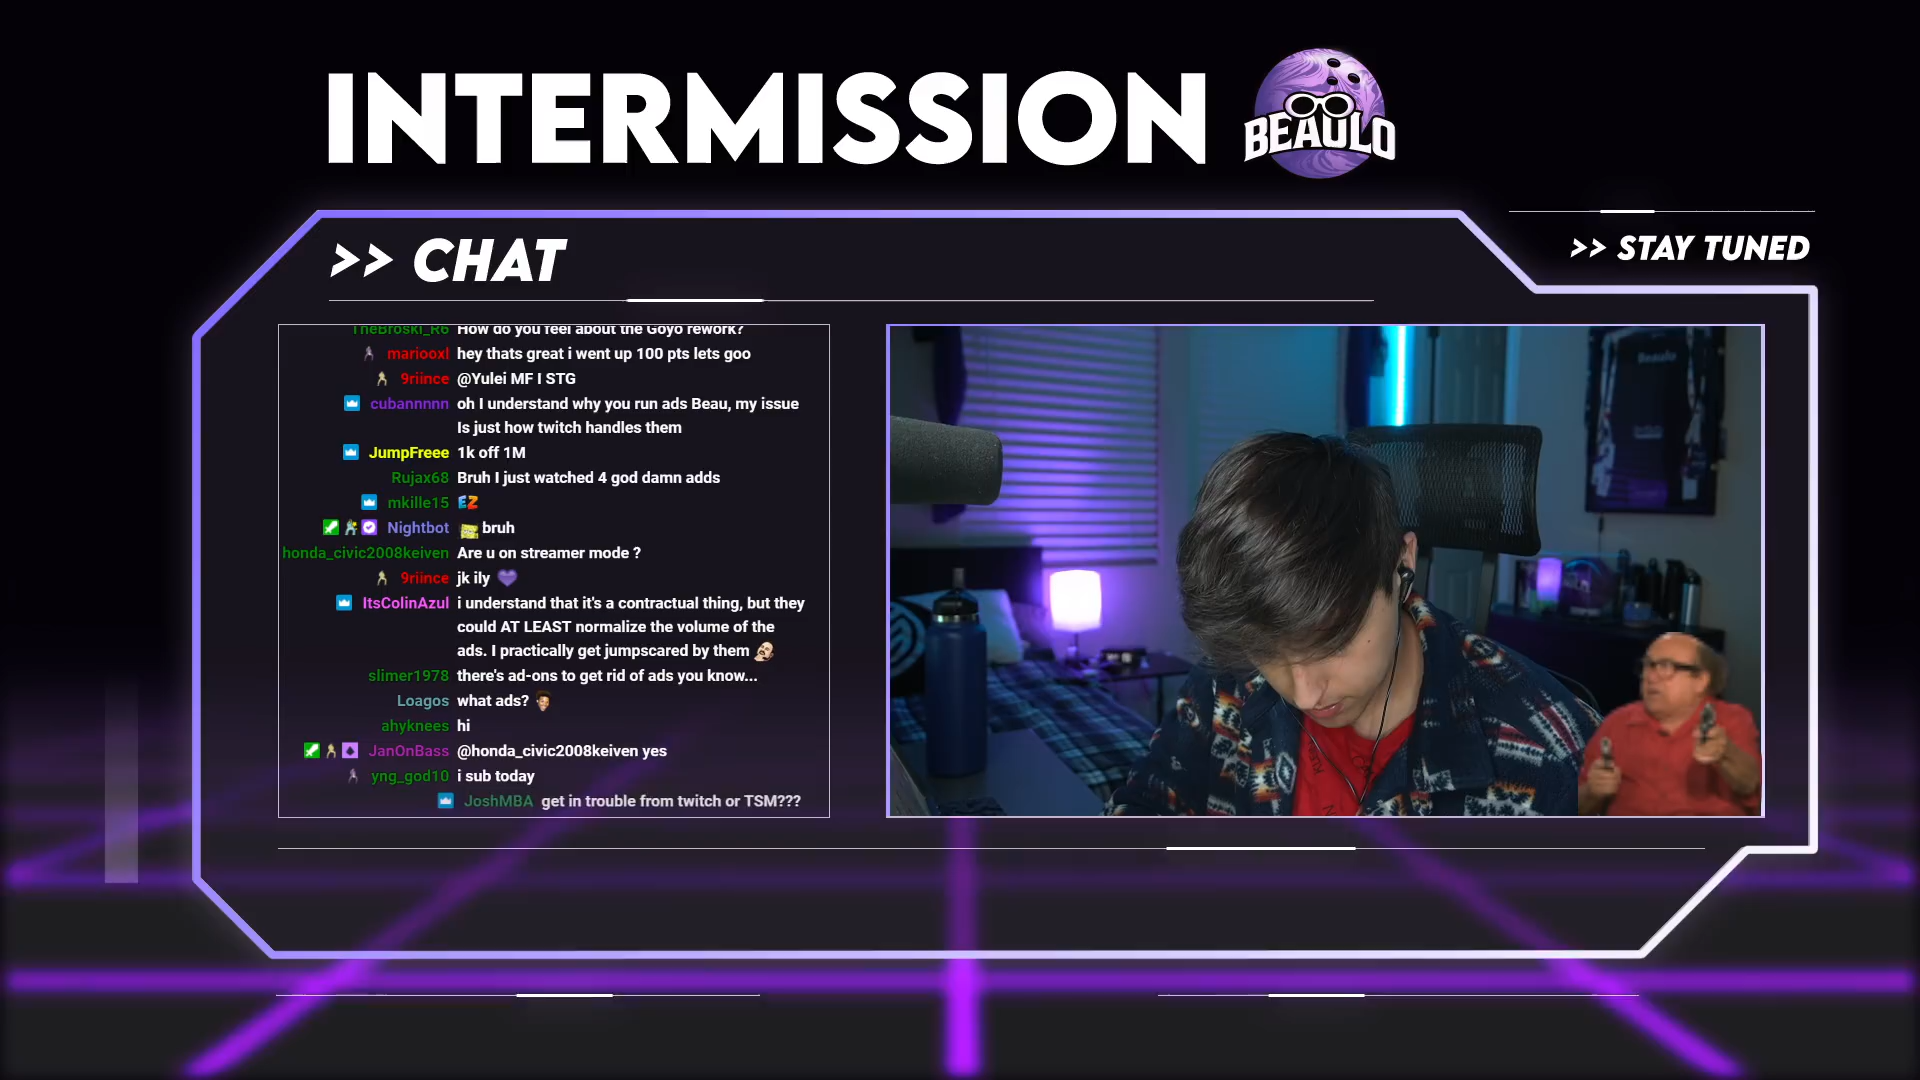 INTERMISSION
BEAULO
>> CHAT
>> STAY TUNED
TheBroski_R6 How do you feel about the Goyo rework?
mariooxl hey thats great i went up 100 pts lets goo
9riince @Yulei MF I STG
cubannnnn oh I understand why you run ads Beau, my issue
Is just how twitch handles them
JumpFreee 1k off 1M
Rujax68 Bruh I just watched 4 god damn adds
mkille15 EZ
Nightbot bruh
honda_civic2008keiven Are u on streamer mode ?
9riince jk ily
ItsColinAzul i understand that it's a contractual thing, but they
could AT LEAST normalize the volume of the
ads. I practically get jumpscared by them
slimer1978 there's ad-ons to get rid of ads you know...
Loagos what ads?
ahyknees hi
JanOnBass @honda_civic2008keiven yes
yng_god10 i sub today
JoshMBA get in trouble from twitch or TSM???
Beaulo